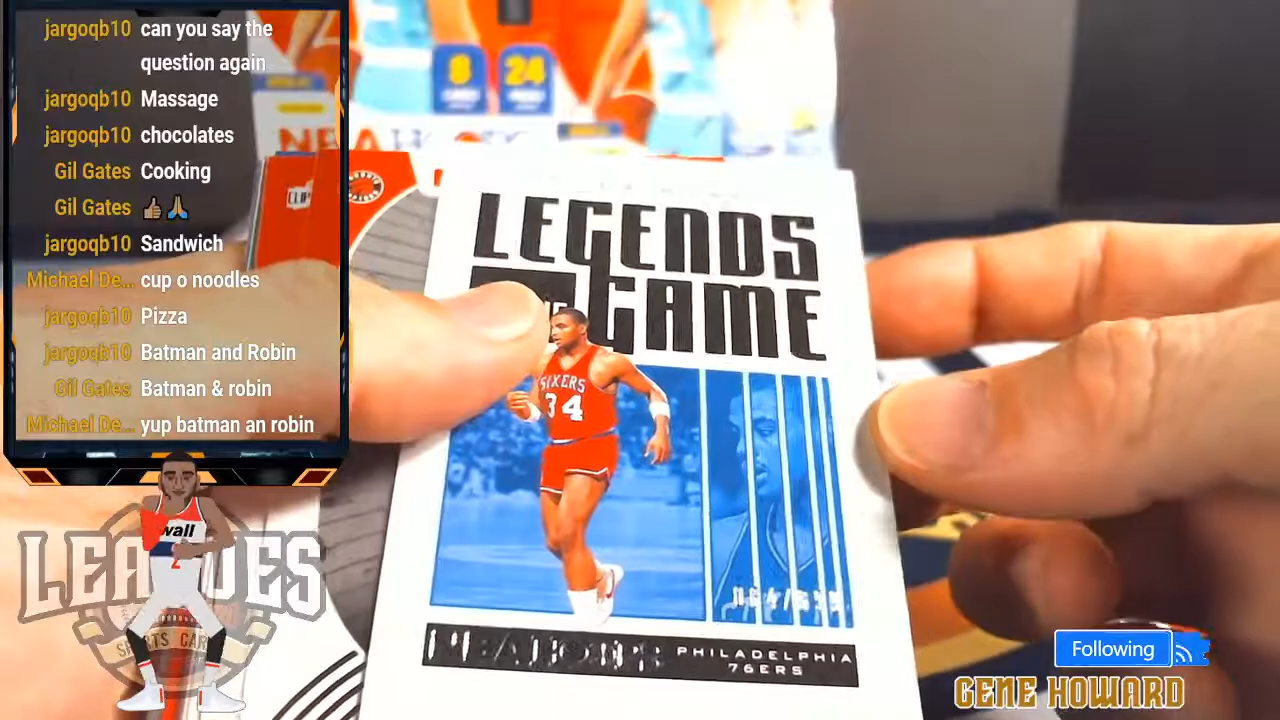 jargoqb10 can you say the
question again
jargoqb10 Massage
jargoqb10 chocolates
Gil Gates Cooking
Gil Gates 👍🏽🙏🏽
jargoqb10 Sandwich
Michael De... cup o noodles
jargoqb10 Pizza
jargoqb10 Batman and Robin
Gil Gates Batman & robin
Michael De... yup batman an robin
8 24
CLIP
LEGENDS
GAME
SIXERS
34
PHILADELPHIA
76ERS
wall
2
Following
GENE HOWARD